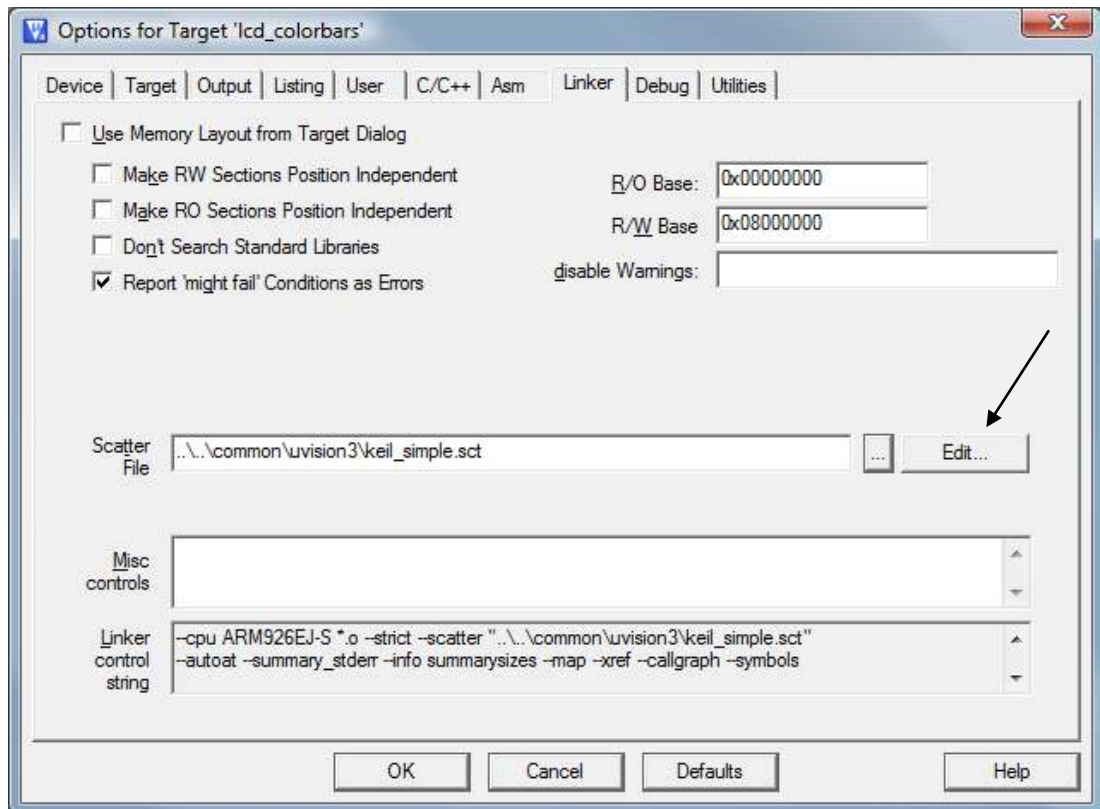 Options for Target 'lcd_colorbars'
Device | Target | Output | Listing | User | C/C++ | Asm | Linker | Debug | Utilities
Use Memory Layout from Target Dialog
Make RW Sections Position Independent
Make RO Sections Position Independent
Don't Search Standard Libraries
Report 'might fail' Conditions as Errors
R/O Base: 0x00000000
R/W Base 0x08000000
disable Warnings:
Scatter File
..\..\common\uvision3\keil_simple.sct
...
Edit...
Misc controls
Linker control string
--cpu ARM926EJ-S *.o --strict --scatter "..\..\common\uvision3\keil_simple.sct"
--autoat --summary_stderr --info summarysizes --map --xref --callgraph --symbols
OK
Cancel
Defaults
Help